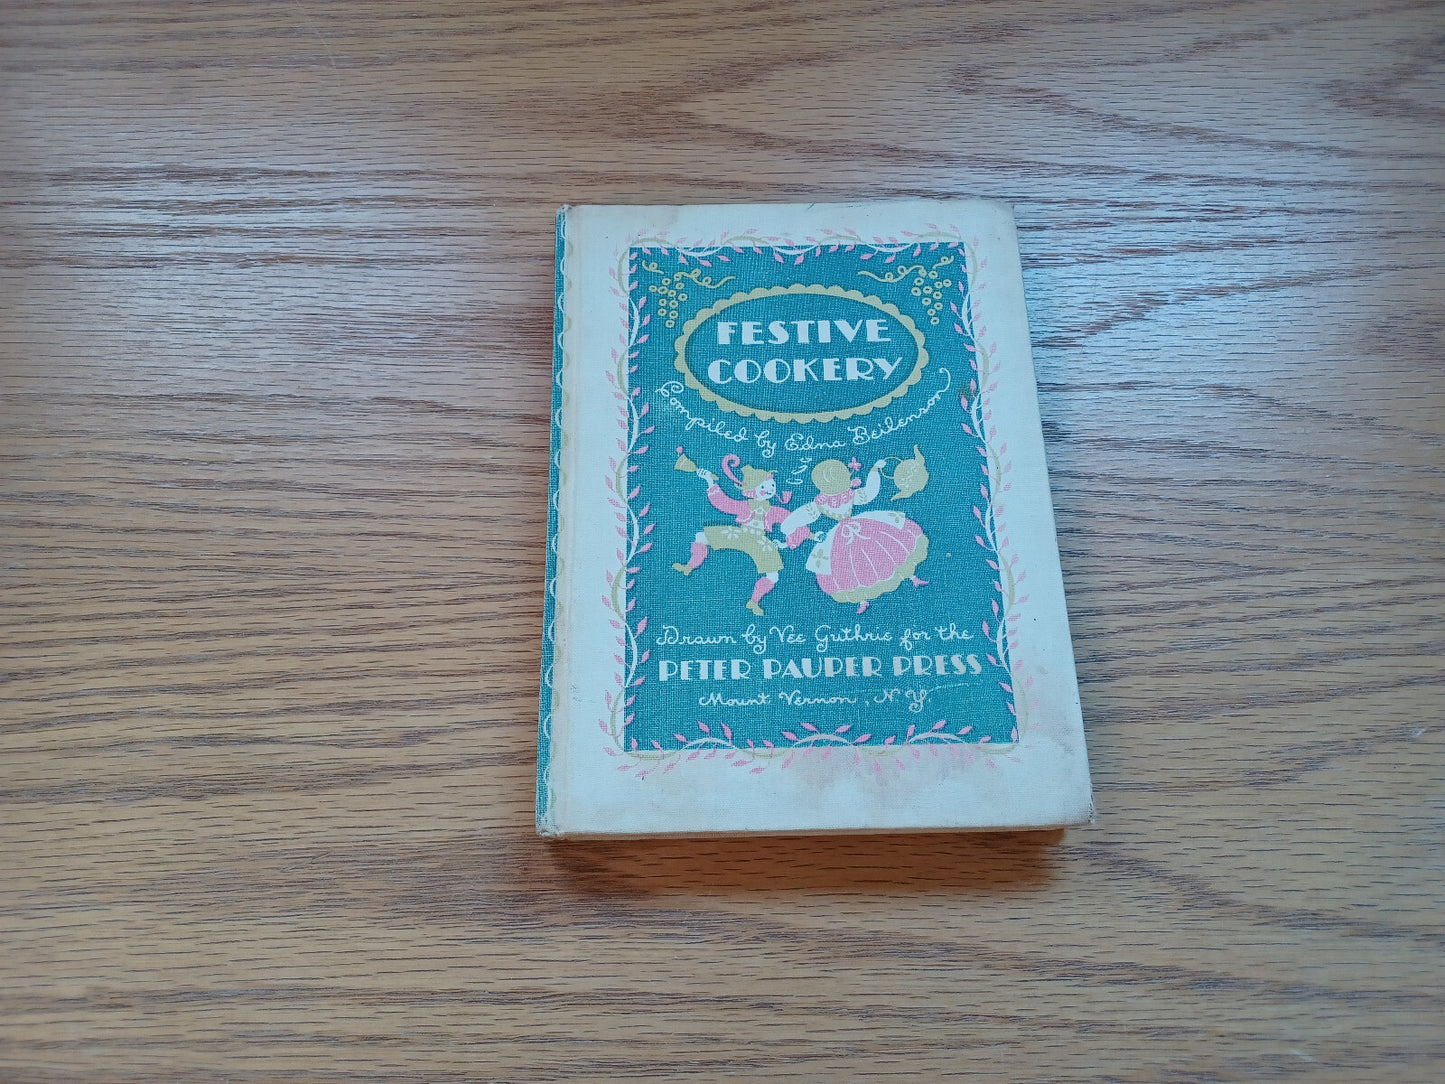 FESTIVE
COOKERY
Compiled by Edna Beilenson
Drawn by Vee Guthrie for the
PETER PAUPER PRESS
Mount Vernon, N.Y.